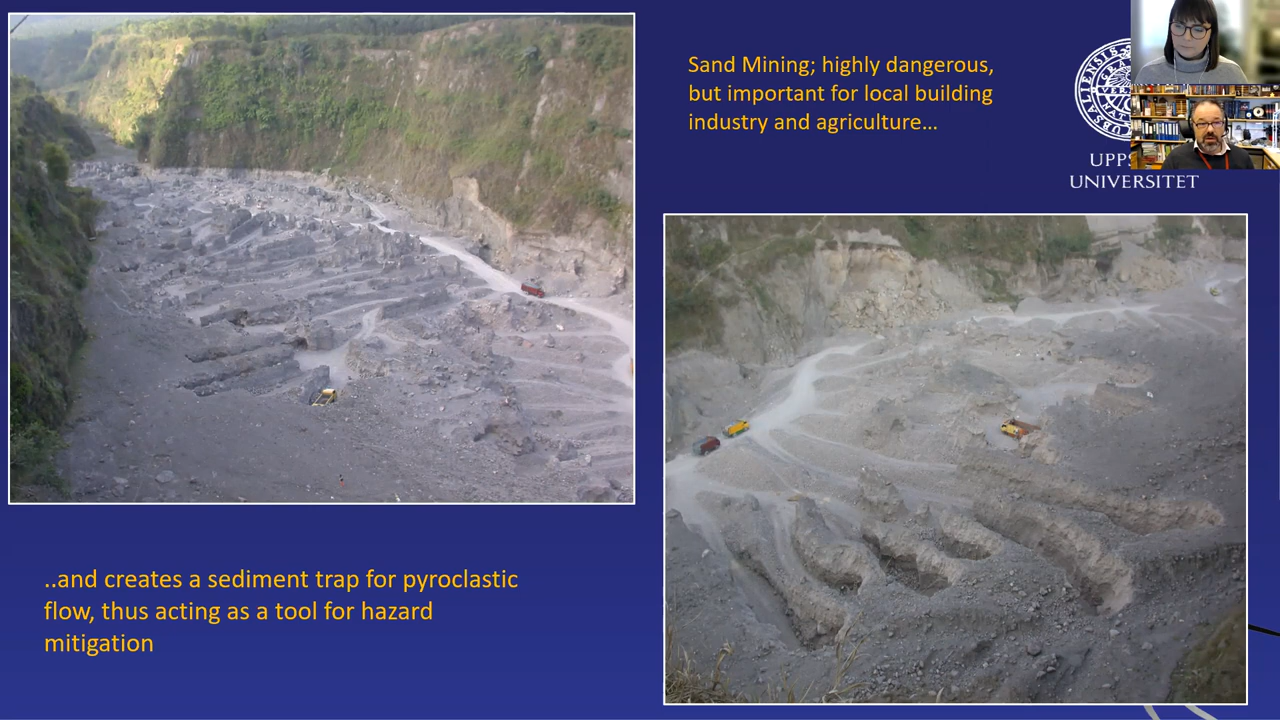 Sand Mining; highly dangerous,
but important for local building
industry and agriculture…
UNIVERSITET
..and creates a sediment trap for pyroclastic
flow, thus acting as a tool for hazard
mitigation